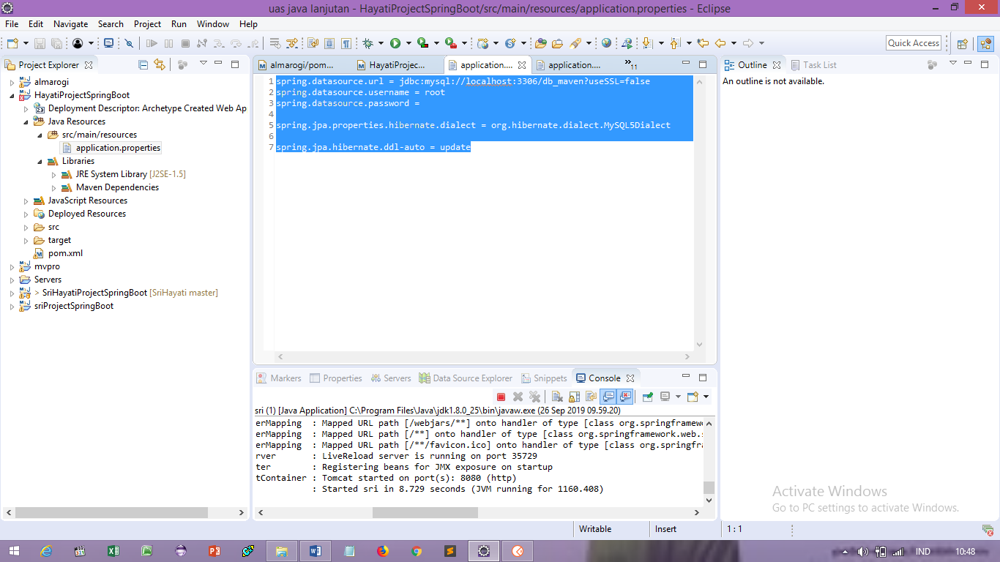 uas java lanjutan - HayatiProjectSpringBoot/src/main/resources/application.properties - Eclipse
File Edit Navigate Search Project Run Window Help
Quick Access
Project Explorer
almarogi
HayatiProjectSpringBoot
Deployment Descriptor: Archetype Created Web Ap
Java Resources
src/main/resources
application.properties
Libraries
JRE System Library [J2SE-1.5]
Maven Dependencies
JavaScript Resources
Deployed Resources
src
target
pom.xml
mvpro
Servers
> SriHayatiProjectSpringBoot [SriHayati master]
sriProjectSpringBoot
almarogi/pom... HayatiProjec... application.... application.... »11
1 spring.datasource.url = jdbc:mysql://localhost:3306/db_maven?useSSL=false
2 spring.datasource.username = root
3 spring.datasource.password =
4
5 spring.jpa.properties.hibernate.dialect = org.hibernate.dialect.MySQL5Dialect
6
7 spring.jpa.hibernate.ddl-auto = update
Outline Task List
An outline is not available.
Markers Properties Servers Data Source Explorer Snippets Console
sri (1) [Java Application] C:\Program Files\Java\jdk1.8.0_25\bin\javaw.exe (26 Sep 2019 09.59.20)
erMapping : Mapped URL path [/webjars/**] onto handler of type [class org.springframew
erMapping : Mapped URL path [/**] onto handler of type [class org.springframework.web.
erMapping : Mapped URL path [/**/favicon.ico] onto handler of type [class org.springfr
rver : LiveReload server is running on port 35729
ter : Registering beans for JMX exposure on startup
tContainer : Tomcat started on port(s): 8080 (http)
: Started sri in 8.729 seconds (JVM running for 1160.408)
Activate Windows
Go to PC settings to activate Windows.
Writable Insert 1 : 1
IND 10:48